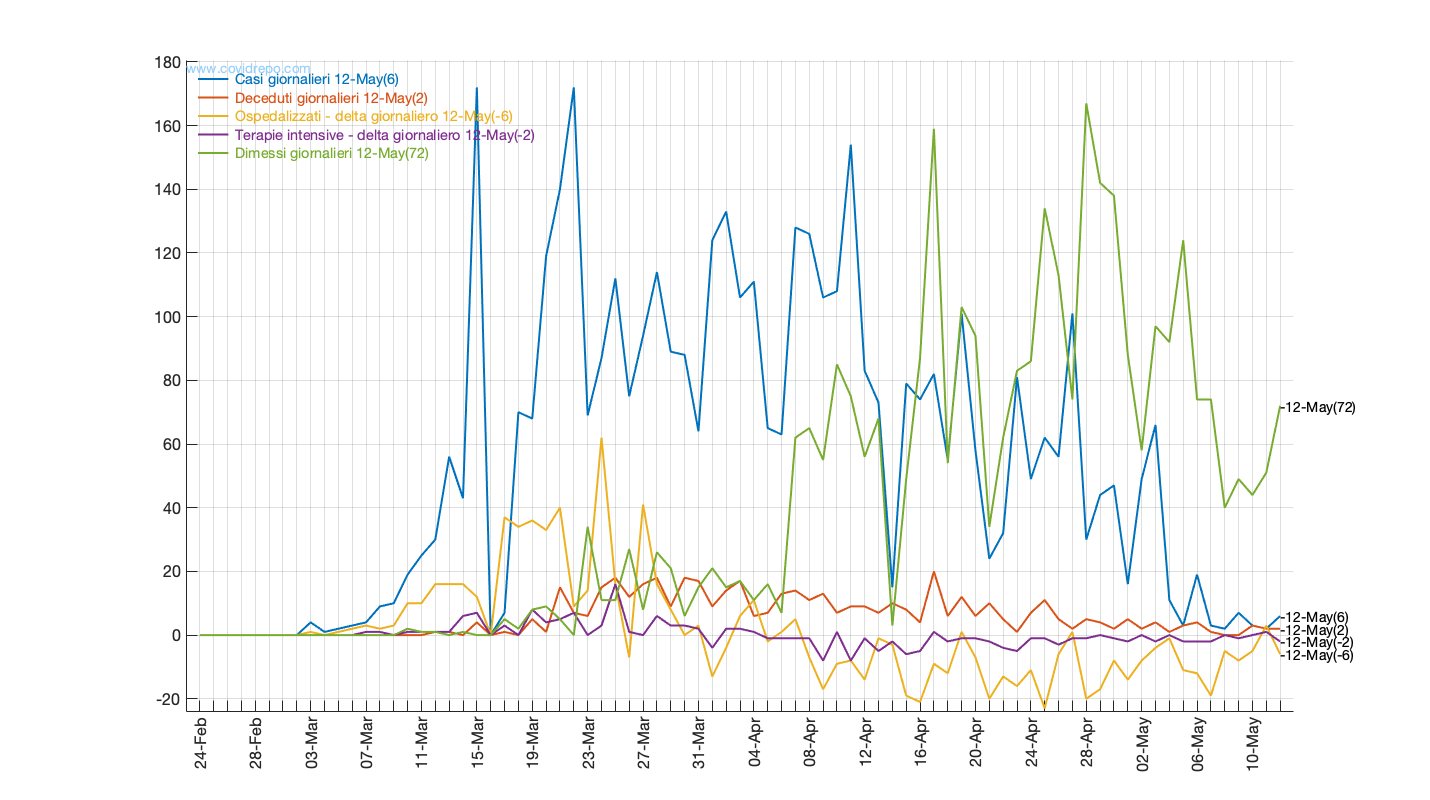 www.covidrepo.com
Casi giornalieri 12-May(6)
Deceduti giornalieri 12-May(2)
Ospedalizzati - delta giornaliero 12-May(-6)
Terapie intensive - delta giornaliero 12-May(-2)
Dimessi giornalieri 12-May(72)
180
160
140
120
100
80
60
40
20
0
-20
12-May(72)
12-May(6)
12-May(2)
12-May(-2)
12-May(-6)
24-Feb
28-Feb
03-Mar
07-Mar
11-Mar
15-Mar
19-Mar
23-Mar
27-Mar
31-Mar
04-Apr
08-Apr
12-Apr
16-Apr
20-Apr
24-Apr
28-Apr
02-May
06-May
10-May